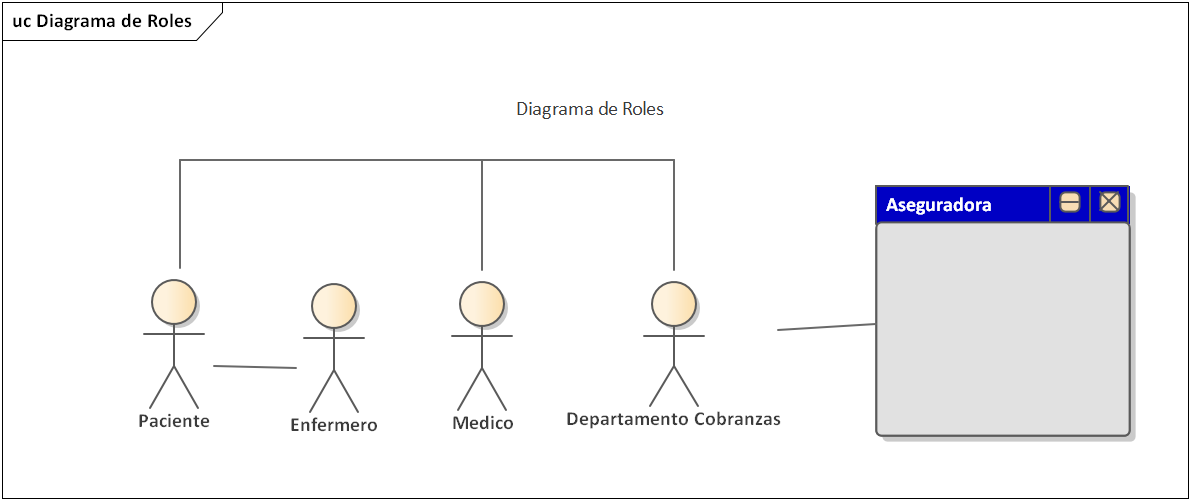 uc Diagrama de Roles
Diagrama de Roles
Aseguradora
Paciente
Enfermero
Medico
Departamento Cobranzas